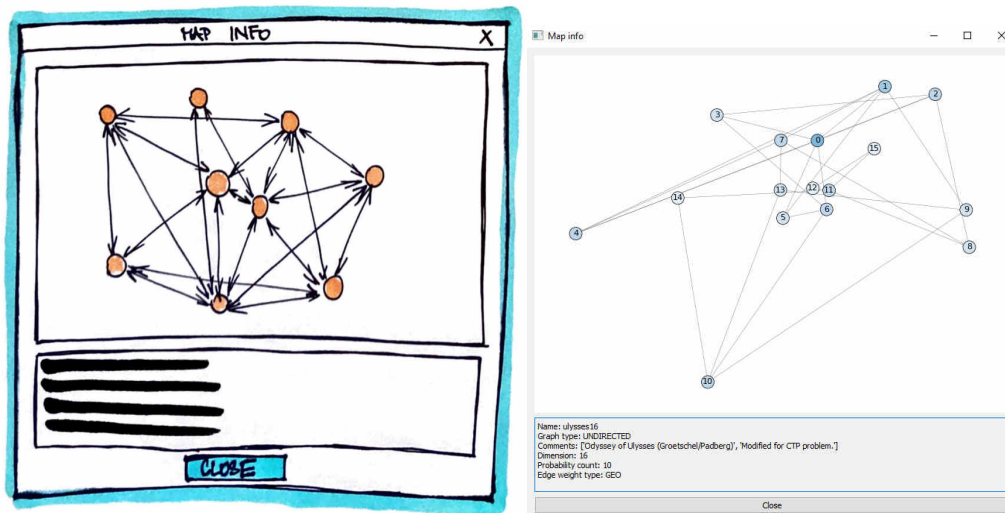 MAP INFO X
CLOSE
Map info
1
2
3
7
0
15
13
12
11
14
5
6
9
4
8
10
Name: ulysses16
Graph type: UNDIRECTED
Comments: ['Odyssey of Ulysses (Groetschel/Padberg)', 'Modified for CTP problem.']
Dimension: 16
Probability count: 10
Edge weight type: GEO
Close